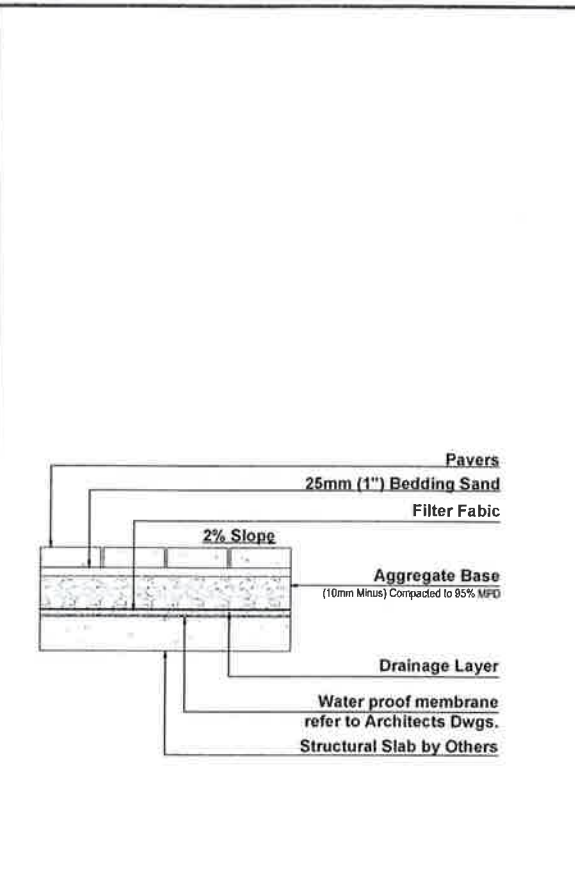 Pavers
25mm (1") Bedding Sand
Filter Fabic
2% Slope
Aggregate Base
(10mm Minus) Compacted to 95% MPD
Drainage Layer
Water proof membrane
refer to Architects Dwgs.
Structural Slab by Others